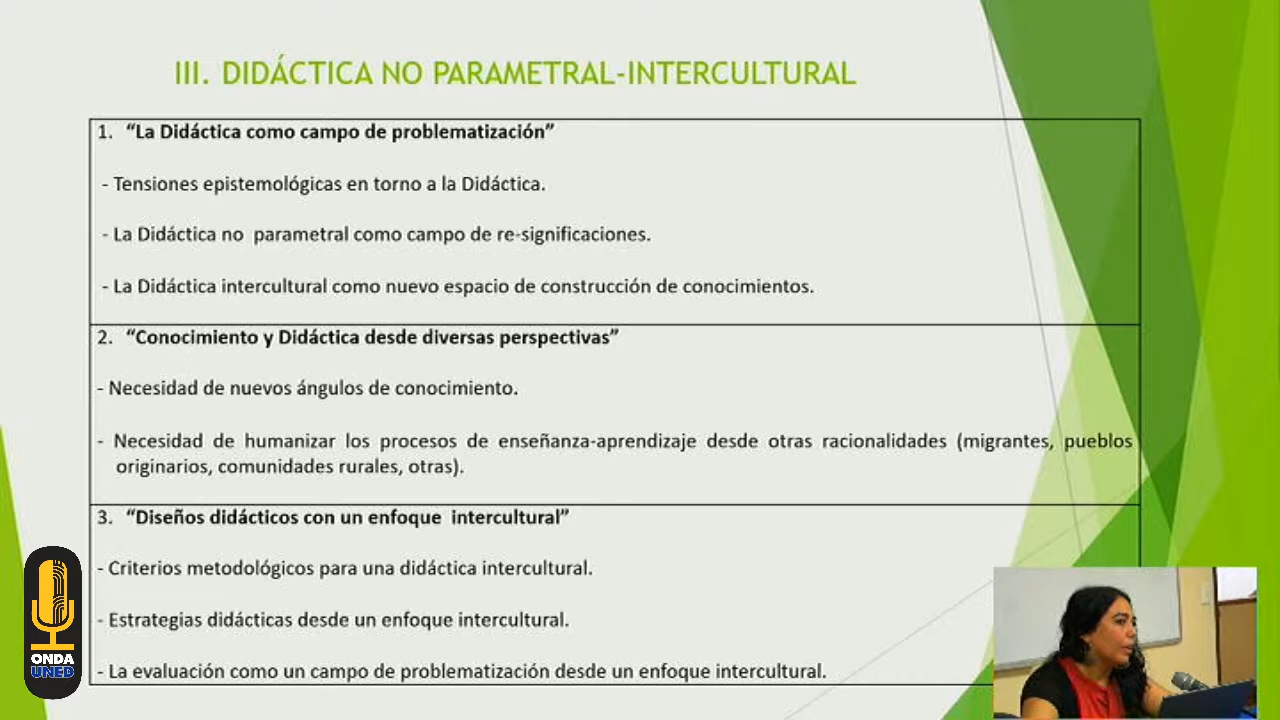 III. DIDÁCTICA NO PARAMETRAL-INTERCULTURAL
1. “La Didáctica como campo de problematización”
- Tensiones epistemológicas en torno a la Didáctica.
- La Didáctica no parametral como campo de re-significaciones.
- La Didáctica intercultural como nuevo espacio de construcción de conocimientos.
2. “Conocimiento y Didáctica desde diversas perspectivas”
- Necesidad de nuevos ángulos de conocimiento.
- Necesidad de humanizar los procesos de enseñanza-aprendizaje desde otras racionalidades (migrantes, pueblos
originarios, comunidades rurales, otras).
3. “Diseños didácticos con un enfoque intercultural”
- Criterios metodológicos para una didáctica intercultural.
- Estrategias didácticas desde un enfoque intercultural.
- La evaluación como un campo de problematización desde un enfoque intercultural.
ONDA
UNED